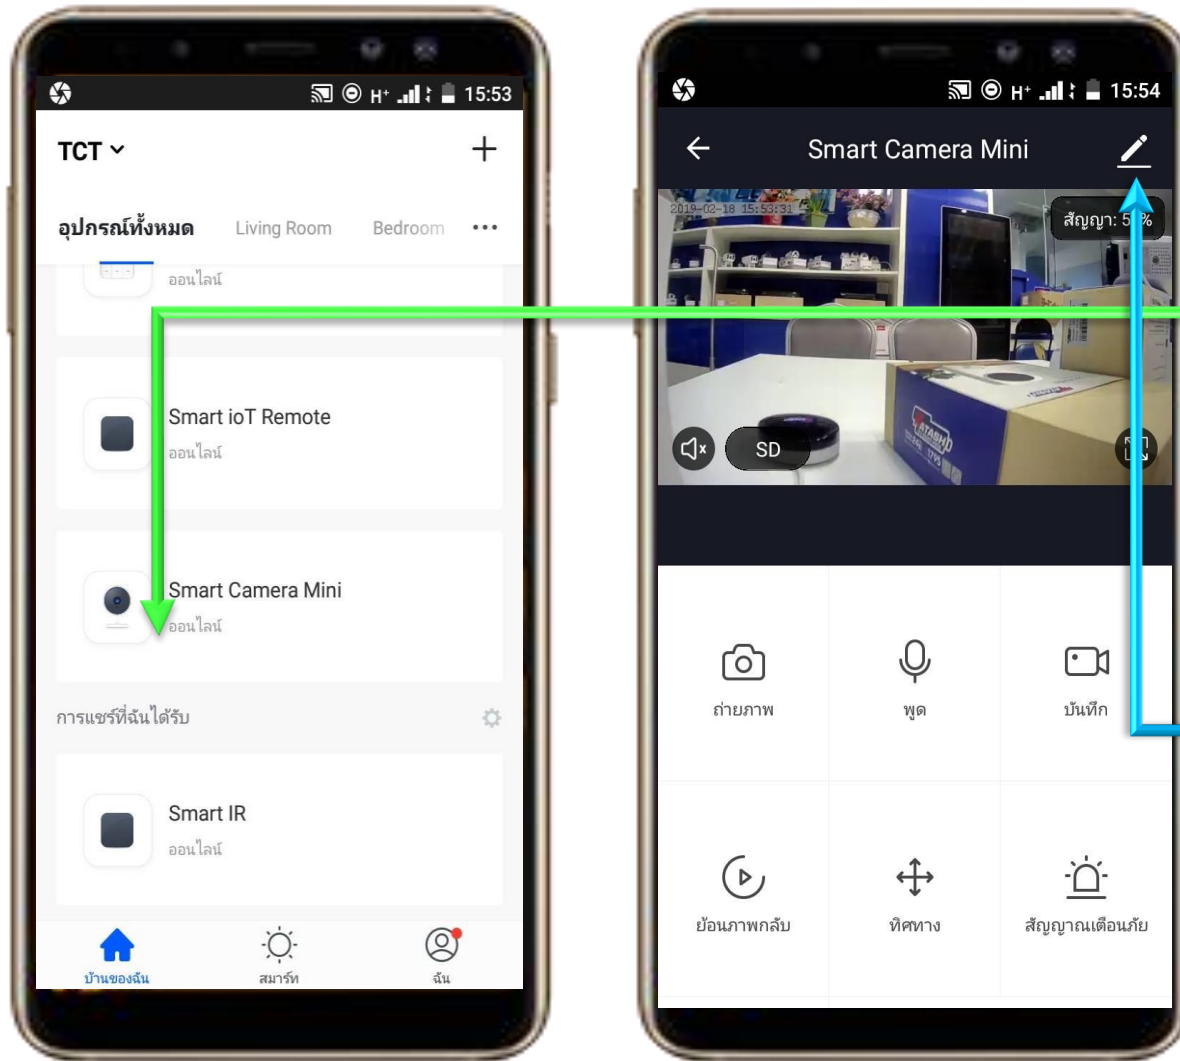 15:53
TCT
อุปกรณ์ทั้งหมด Living Room Bedroom
ออนไลน์
Smart ioT Remote
ออนไลน์
Smart Camera Mini
ออนไลน์
การแชร์ที่ฉันได้รับ
Smart IR
ออนไลน์
บ้านของฉัน สมาร์ท ฉัน
H+ 15:54
Smart Camera Mini
2019-02-18 15:53:31
สัญญา:
SD
ถ่ายภาพ พูด บันทึก
ย้อนภาพกลับ ทิศทาง สัญญาณเตือนภัย